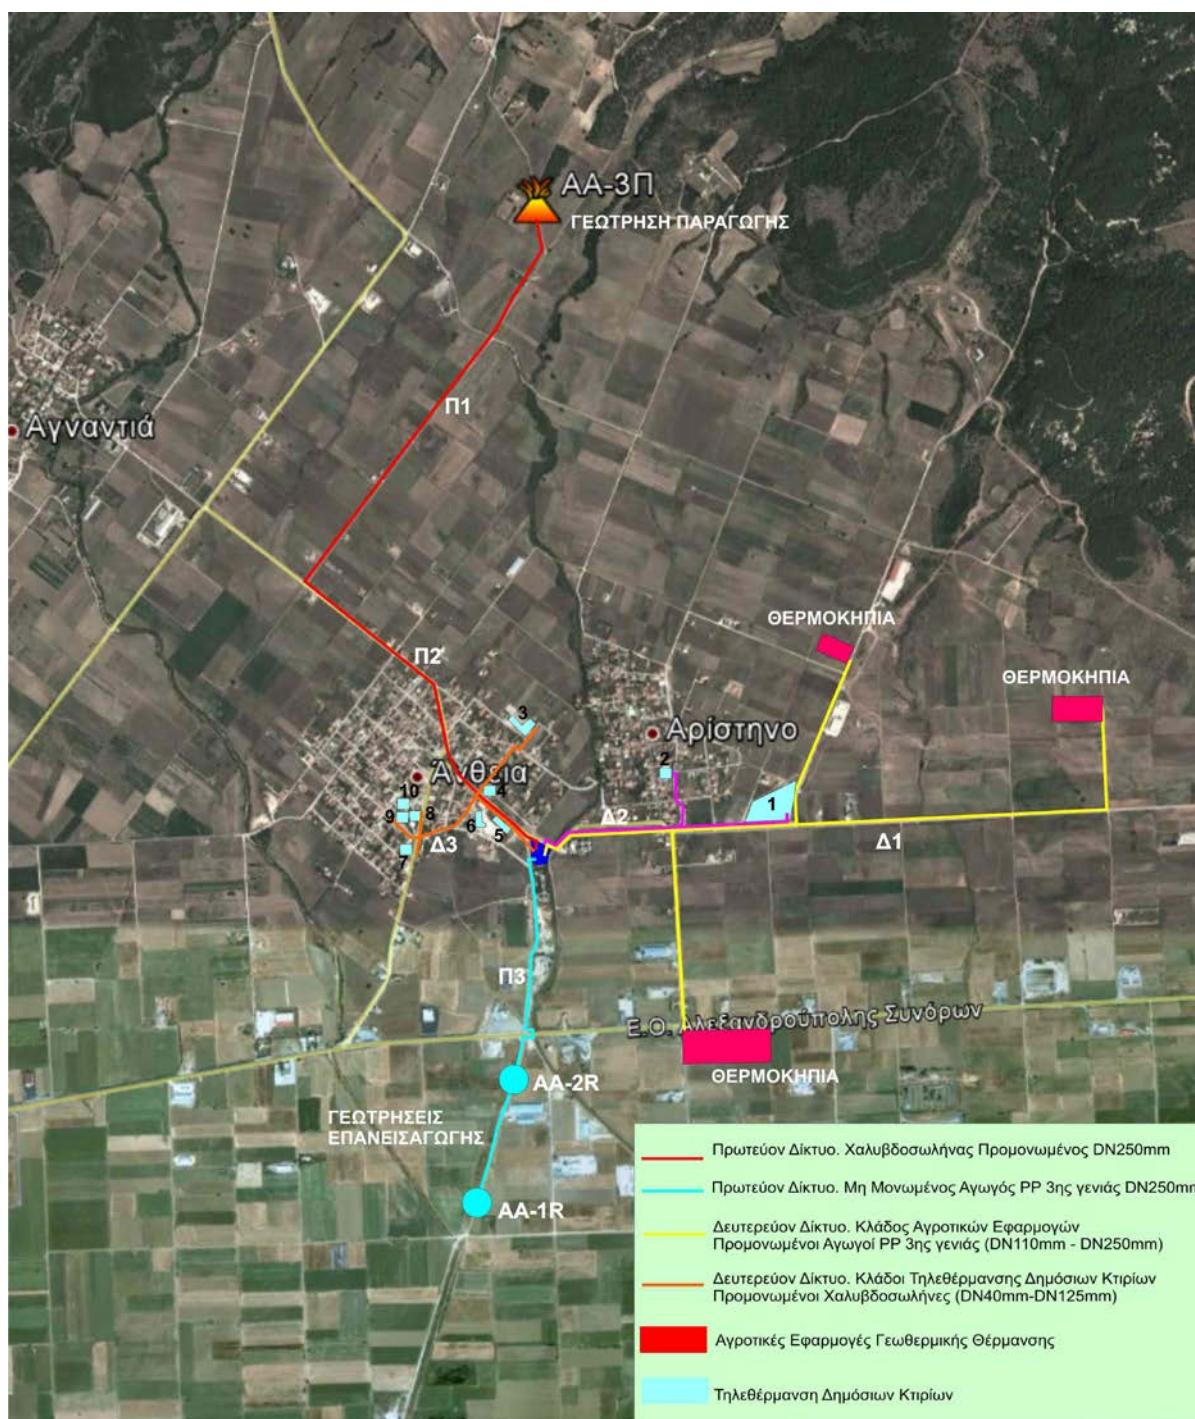 ΑΑ-3Π
ΓΕΩΤΡΗΣΗ ΠΑΡΑΓΩΓΗΣ
Π1
Αγναντιά
ΘΕΡΜΟΚΗΠΙΑ
Π2
ΘΕΡΜΟΚΗΠΙΑ
3
Αρίστηνο
2
Άνθεια
4
10
1
9
8
6
5
Δ2
Δ3
Δ1
7
Π3
Ε.Ο. Αλεξανδρούπολης Συνόρων
ΘΕΡΜΟΚΗΠΙΑ
AA-2R
ΓΕΩΤΡΗΣΕΙΣ
ΕΠΑΝΕΙΣΑΓΩΓΗΣ
AA-1R
Πρωτεύον Δίκτυο. Χαλυβδοσωλήνας Προμονωμένος DN250mm
Πρωτεύον Δίκτυο. Μη Μονωμένος Αγωγός PP 3ης γενιάς DN250mm
Δευτερεύον Δίκτυο. Κλάδος Αγροτικών Εφαρμογών
Προμονωμένοι Αγωγοί PP 3ης γενιάς (DN110mm - DN250mm)
Δευτερεύον Δίκτυο. Κλάδοι Τηλεθέρμανσης Δημόσιων Κτιρίων
Προμονωμένοι Χαλυβδοσωλήνες (DN40mm-DN125mm)
Αγροτικές Εφαρμογές Γεωθερμικής Θέρμανσης
Τηλεθέρμανση Δημόσιων Κτιρίων